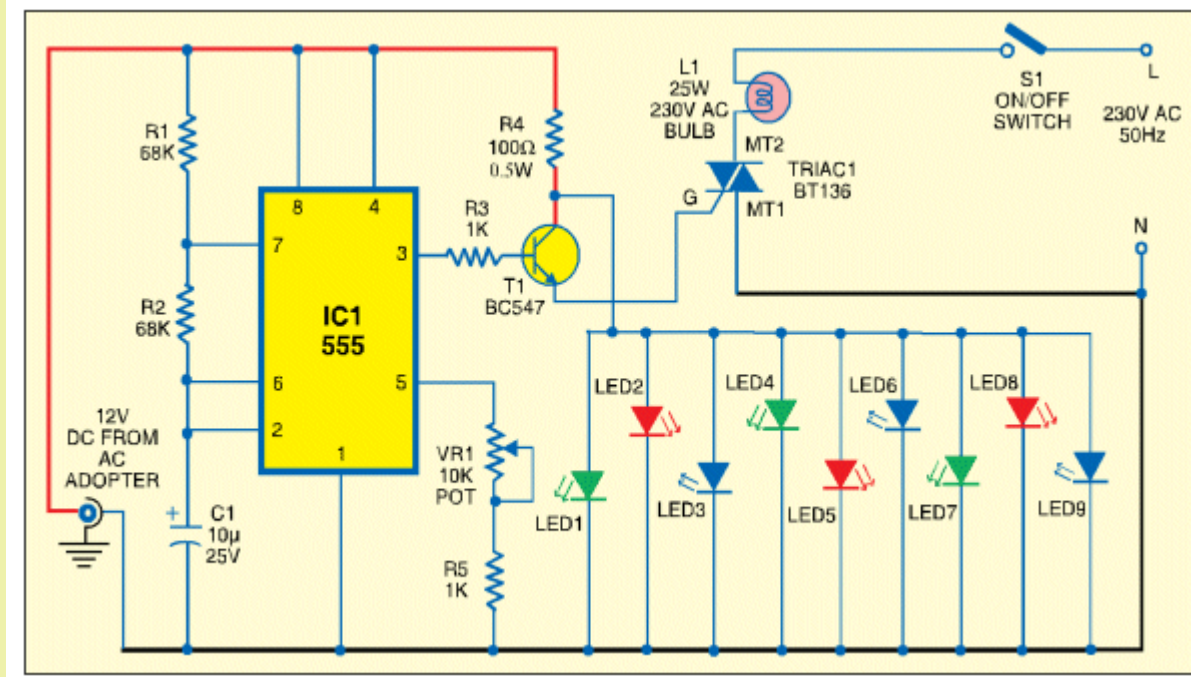 R1
68K
R2
68K
12V
DC FROM
AC
ADOPTER
+
C1
10µ
25V
8
4
7
3
6
5
2
1
IC1
555
R3
1K
R4
100Ω
0.5W
T1
BC547
VR1
10K
POT
R5
1K
L1
25W
230V AC
BULB
MT2
G
MT1
TRIAC1
BT136
S1
ON/OFF
SWITCH
L
230V AC
50Hz
N
LED1
LED2
LED3
LED4
LED5
LED6
LED7
LED8
LED9